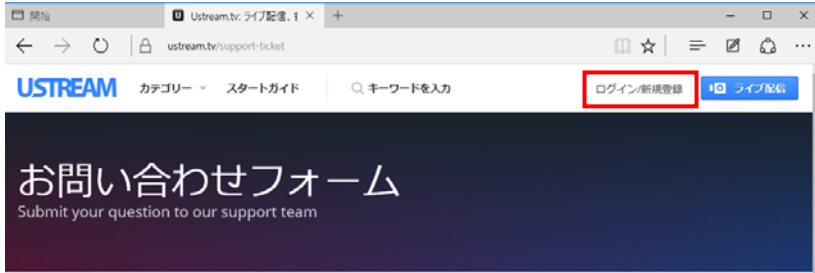 開始
Ustream.tv: ライブ配信、
ustream.tv/support-ticket
USTREAM カテゴリー スタートガイド キーワードを入力 ログイン/新規登録 ライブ配信
お問い合わせフォーム
Submit your question to our support team